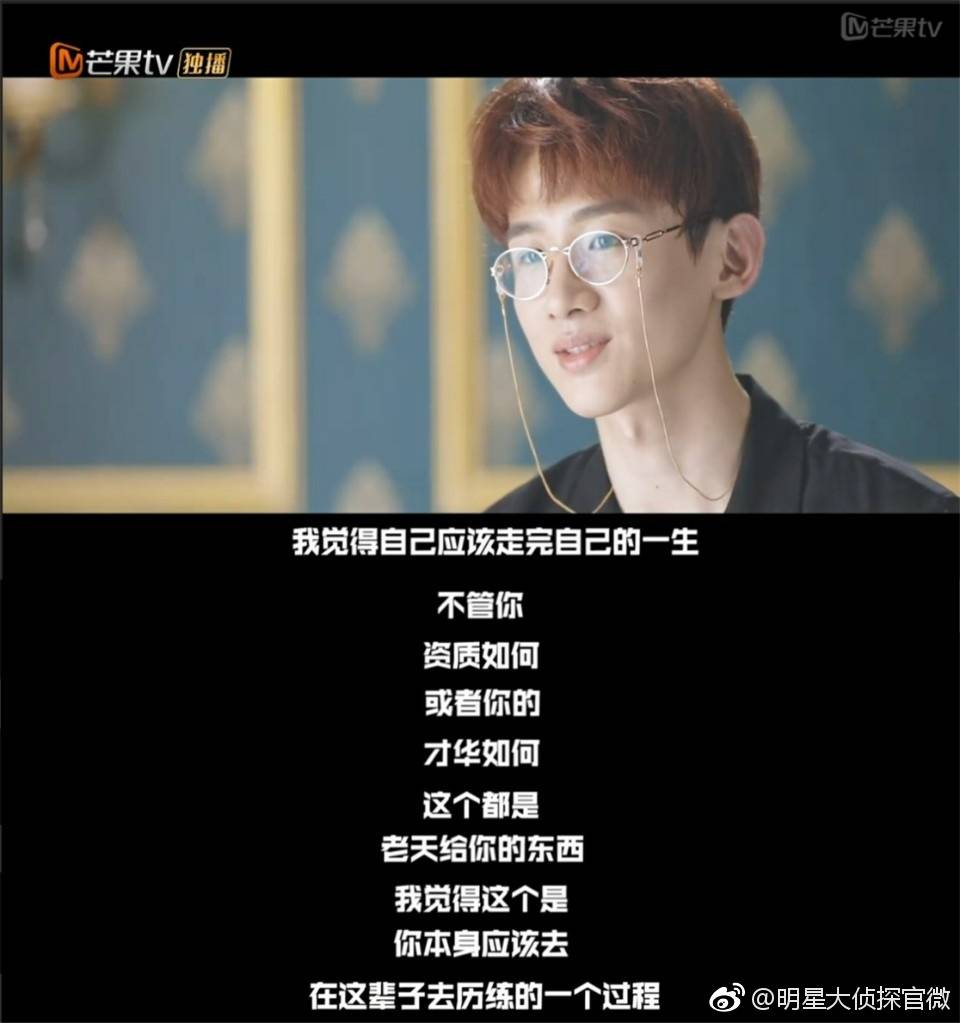 芒果tv
芒果tv 独播
我觉得自己应该走完自己的一生
不管你
资质如何
或者你的
才华如何
这个都是
老天给你的东西
我觉得这个是
你本身应该去
在这辈子去历练的一个过程
@明星大侦探官微